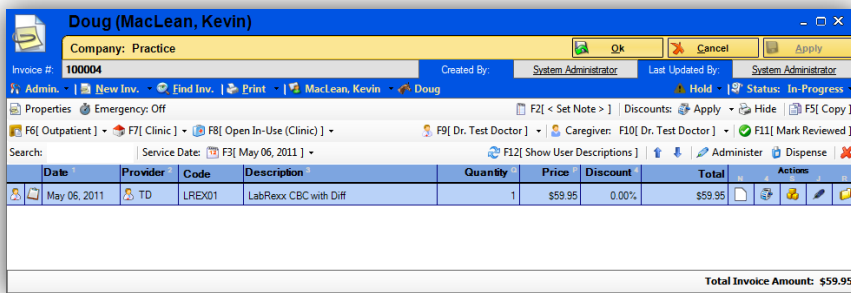 Doug (MacLean, Kevin)
Company: Practice
Ok
Cancel
Apply
Invoice #: 100004 Created By: System Administrator Last Updated By: System Administrator
Admin. | New Inv. Find Inv. | Print | MacLean, Kevin Doug Hold | Status: In-Progress
Properties Emergency: Off F2[ < Set Note > ] | Discounts: Apply Hide F5[ Copy ]
F6[ Outpatient ] F7[ Clinic ] F8[ Open In-Use (Clinic) ] F9[ Dr. Test Doctor ] | Caregiver: F10[ Dr. Test Doctor ] F11[ Mark Reviewed ]
Search: Service Date: F3[ May 06, 2011 ] F12[ Show User Descriptions ] Administer Dispense
Date 1 Provider 2 Code Description 3 Quantity Q Price P Discount 4 Total Actions
N 4 S J R
May 06, 2011 TD LREX01 LabRexx CBC with Diff 1 $59.95 0.00% $59.95
Total Invoice Amount: $59.95